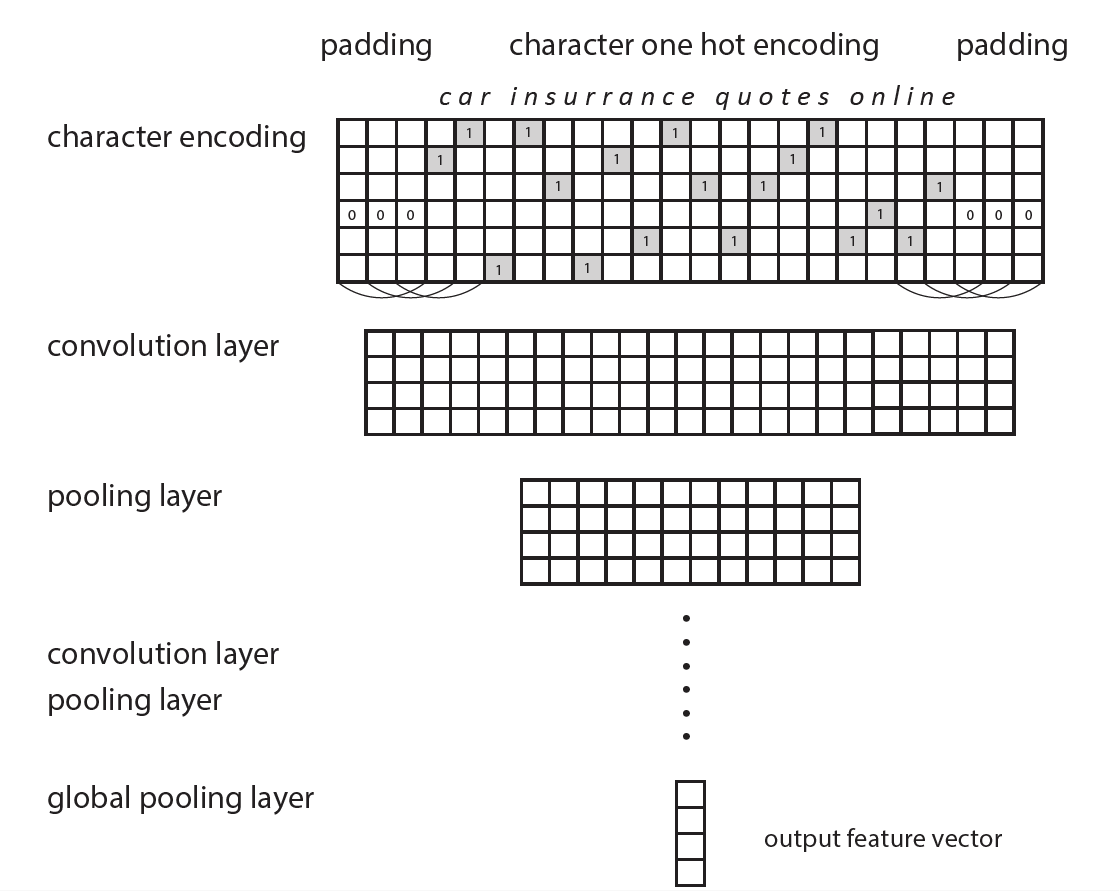 padding character one hot encoding padding
car insurrance quotes online
character encoding
1 1 1 1
1 1 1
1 1 1 1
0 0 0 1 0 0 0
1 1 1 1
1 1
convolution layer
pooling layer
convolution layer
pooling layer
global pooling layer
output feature vector